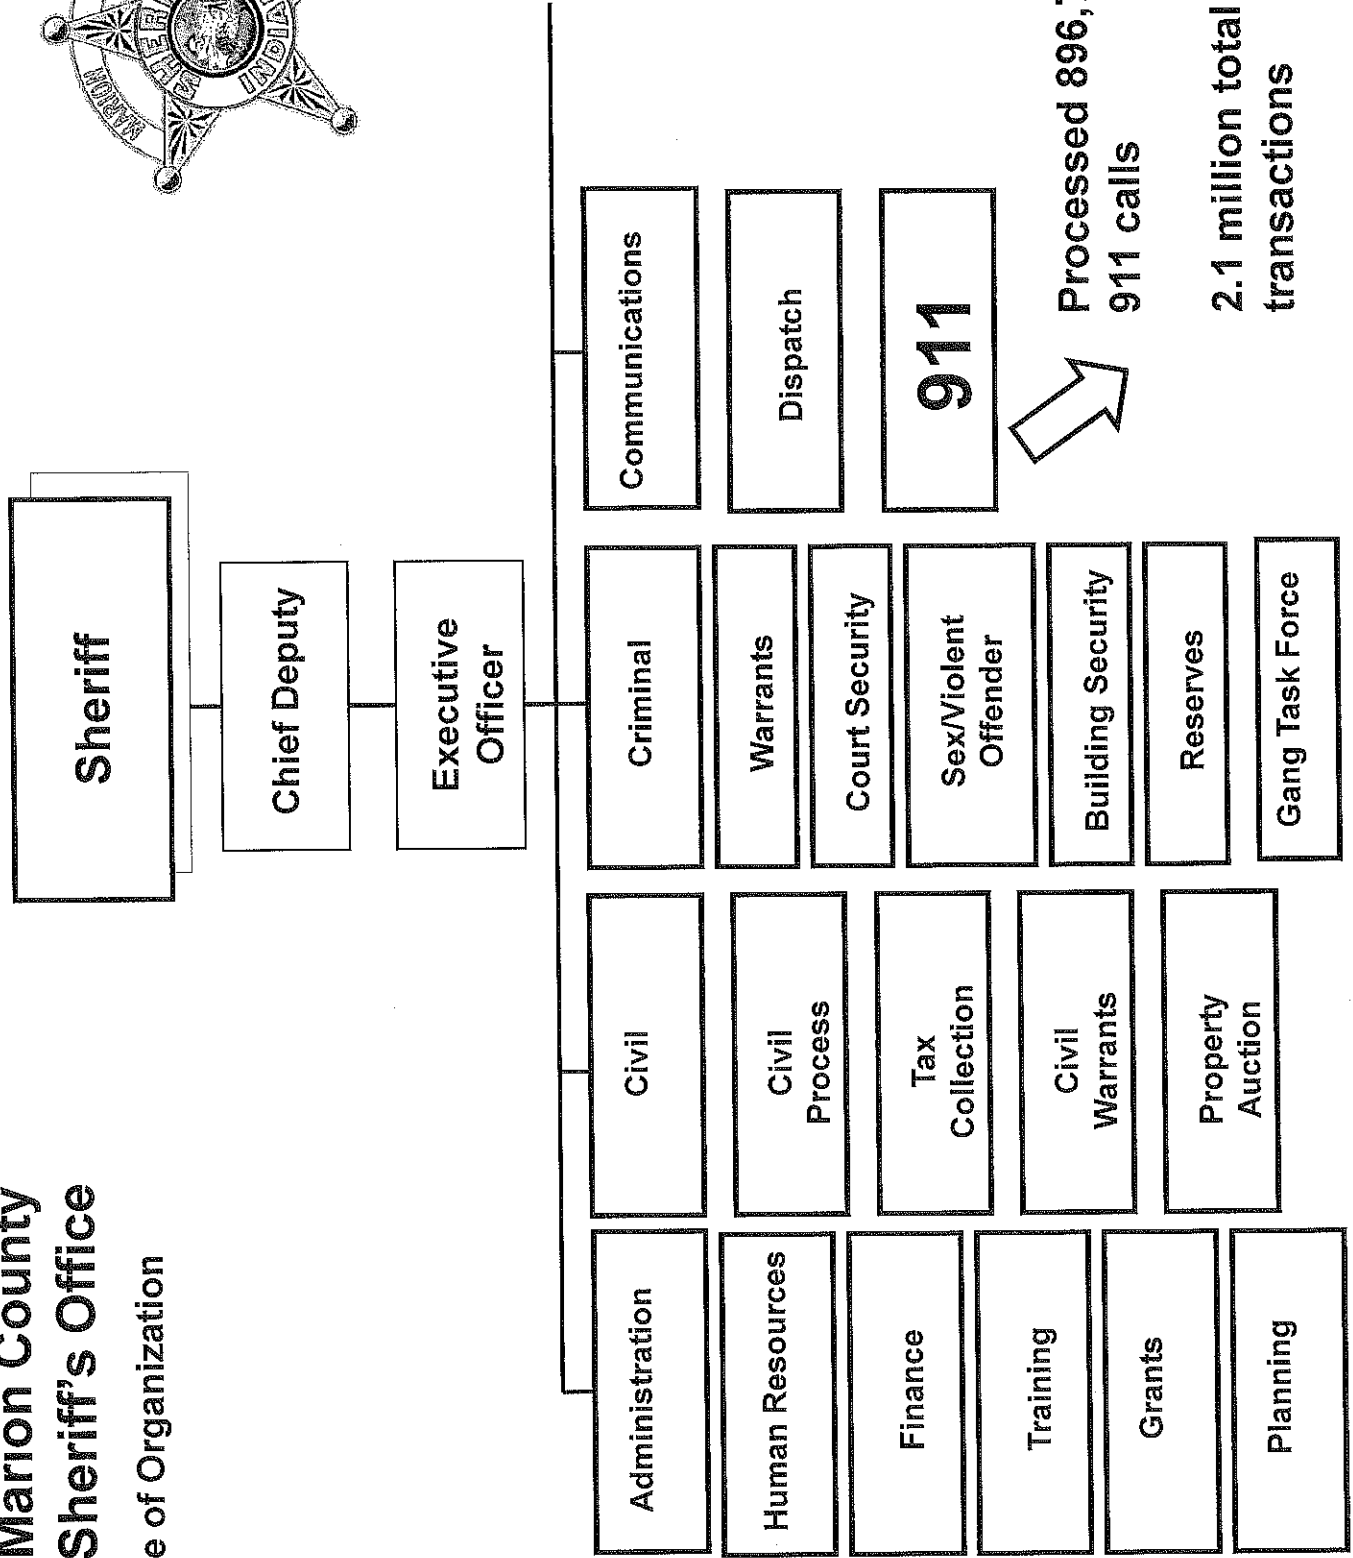 Marion County
Sheriff's Office
e of Organization
MARION
INDIA
Sheriff
Chief Deputy
Executive
Officer
Administration
Human Resources
Finance
Training
Grants
Planning
Civil
Civil
Process
Tax
Collection
Civil
Warrants
Property
Auction
Criminal
Warrants
Court Security
Sex/Violent
Offender
Building Security
Reserves
Gang Task Force
Communications
Dispatch
911
Processed 896,
911 calls
2.1 million total
transactions